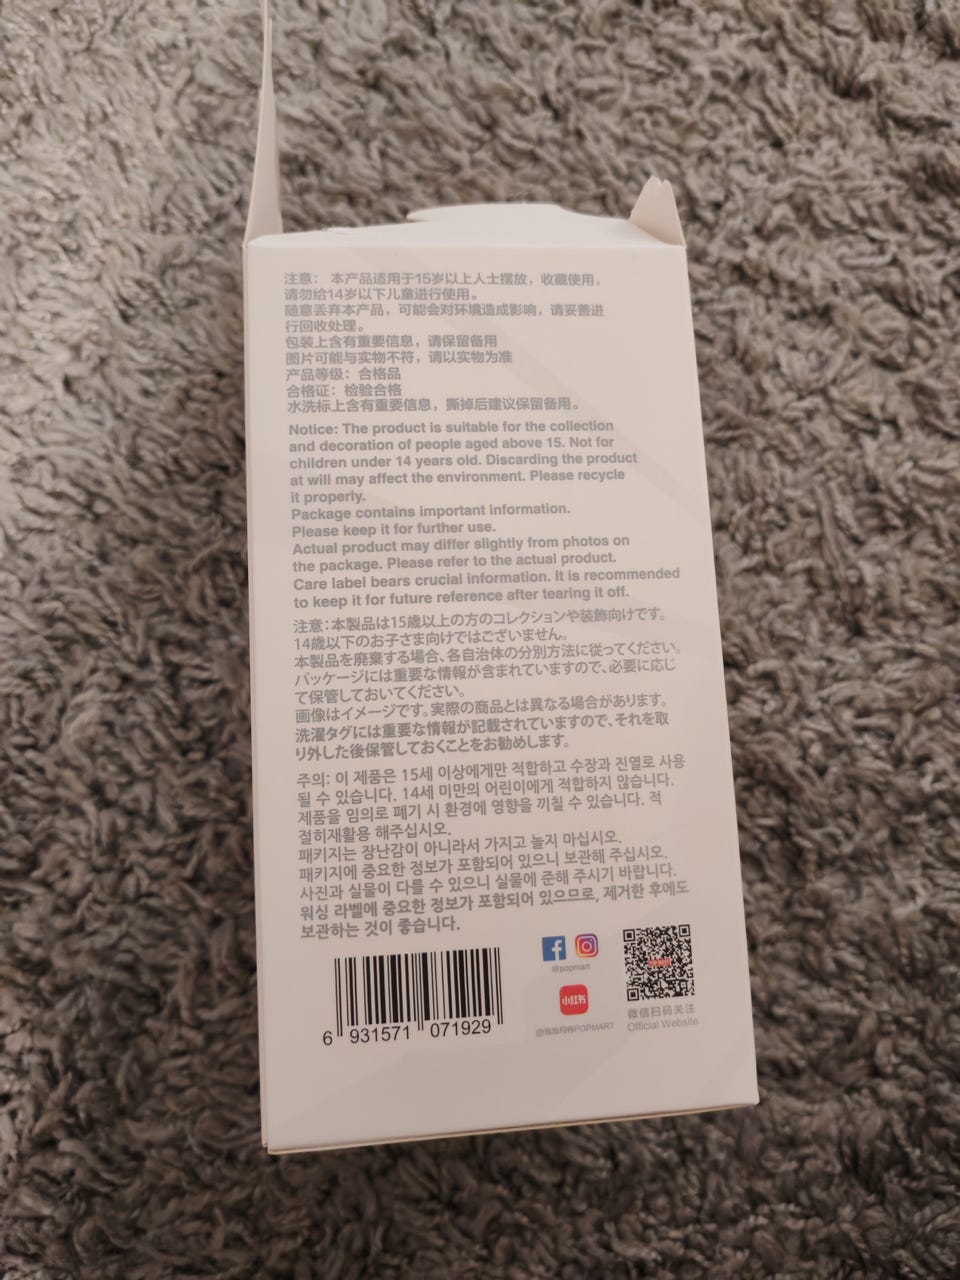 注意： 本产品适用于15岁以上人士摆放，收藏使用，
请勿给14岁以下儿童进行使用。
随意丢弃本产品，可能会对环境造成影响，请妥善进
行回收处理。
包装上含有重要信息，请保留备用
图片可能与实物不符，请以实物为准
产品等级：合格品
合格证：检验合格
水洗标上含有重要信息，撕掉后建议保留备用。
Notice: The product is suitable for the collection
and decoration of people aged above 15. Not for
children under 14 years old. Discarding the product
at will may affect the environment. Please recycle
it properly.
Package contains important information.
Please keep it for further use.
Actual product may differ slightly from photos on
the package. Please refer to the actual product.
Care label bears crucial information. It is recommended
to keep it for future reference after tearing it off.
注意：本製品は15歳以上の方のコレクションや装飾向けです。
14歳以下のお子さま向けではございません。
本製品を廃棄する場合、各自治体の分別方法に従ってください。
パッケージには重要な情報が含まれていますので、必要に応じ
て保管しておいてください。
画像はイメージです。実際の商品とは異なる場合があります。
洗濯タグには重要な情報が記載されていますので、それを取
り外した後保管しておくことをお勧めします。
주의: 이 제품은 15세 이상에게만 적합하고 수장과 진열로 사용
될 수 있습니다. 14세 미만의 어린이에게 적합하지 않습니다.
제품을 임의로 폐기 시 환경에 영향을 끼칠 수 있습니다. 적
절히재활용 해주십시오.
패키지는 장난감이 아니라서 가지고 놀지 마십시오.
패키지에 중요한 정보가 포함되어 있으니 보관해 주십시오.
사진과 실물이 다를 수 있으니 실물에 준해 주시기 바랍니다.
워싱 라벨에 중요한 정보가 포함되어 있으므로, 제거한 후에도
보관하는 것이 좋습니다.
6 931571 071929
@popmart
小红书
@泡泡玛特POPMART
POP MART
微信扫码关注
Official Website